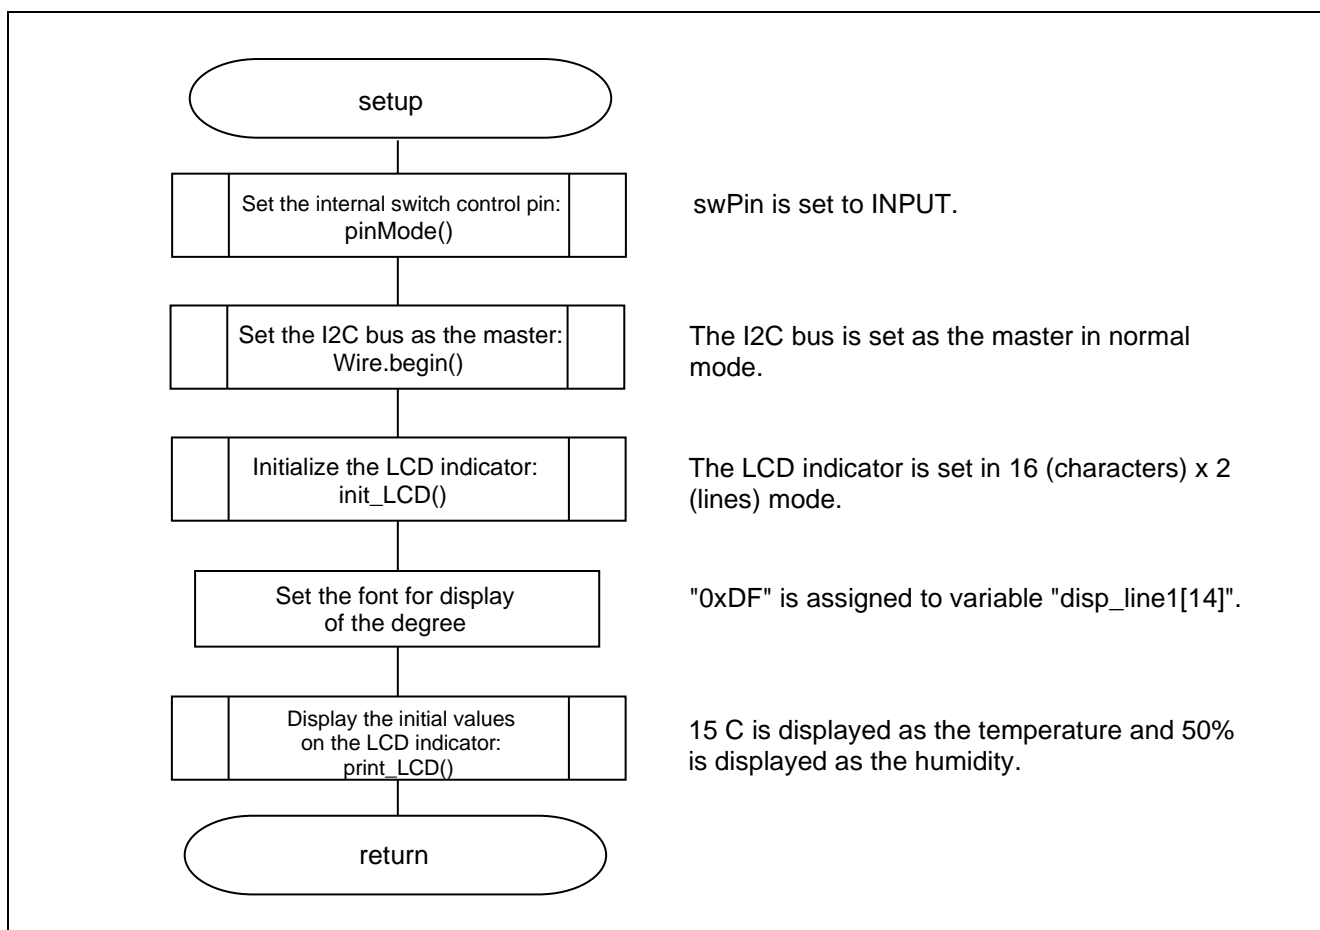 setup
Set the internal switch control pin:
pinMode()
swPin is set to INPUT.
Set the I2C bus as the master:
Wire.begin()
The I2C bus is set as the master in normal
mode.
Initialize the LCD indicator:
init_LCD()
The LCD indicator is set in 16 (characters) x 2
(lines) mode.
Set the font for display
of the degree
"0xDF" is assigned to variable "disp_line1[14]".
Display the initial values
on the LCD indicator:
print_LCD()
15 C is displayed as the temperature and 50%
is displayed as the humidity.
return